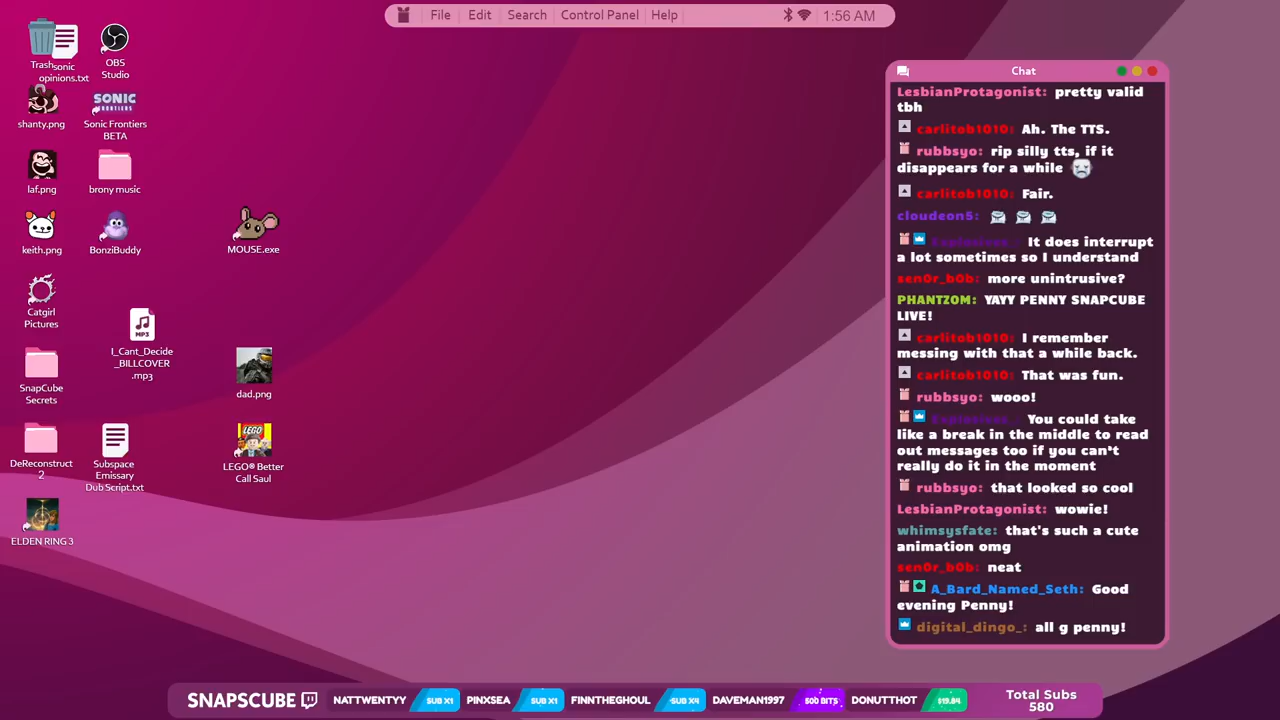 File Edit Search Control Panel Help
1:56 AM
Trash
sonic
opinions.txt
OBS
Studio
shanty.png
SONIC
FRONTIERS
Sonic Frontiers
BETA
laf.png
brony music
keith.png
BonziBuddy
MOUSE.exe
Catgirl
Pictures
MP3
I_Cant_Decide
_BILLCOVER
.mp3
SnapCube
Secrets
dad.png
DeReconstruct
2
Subspace
Emissary
Dub Script.txt
LEGO
LEGO® Better
Call Saul
ELDEN RING 3
Chat
LesbianProtagonist: pretty valid
tbh
carlitob1010: Ah. The TTS.
rubbsyo: rip silly tts, if it
disappears for a while
carlitob1010: Fair.
cloudeon5:
It does interrupt
a lot sometimes so I understand
sen0r_b0b: more unintrusive?
PHANTZOM: YAYY PENNY SNAPCUBE
LIVE!
carlitob1010: I remember
messing with that a while back.
carlitob1010: That was fun.
rubbsyo: wooo!
You could take
like a break in the middle to read
out messages too if you can't
really do it in the moment
rubbsyo: that looked so cool
LesbianProtagonist: wowie!
whimsysfate: that's such a cute
animation omg
sen0r_b0b: neat
A_Bard_Named_Seth: Good
evening Penny!
digital_dingo_: all g penny!
SNAPSCUBE NATTWENTYY SUB X1 PINXSEA SUB X1 FINNTHEGHOUL SUB X4 DAVEMAN1997 500 BITS DONUTTHOT $19.84
Total Subs
580